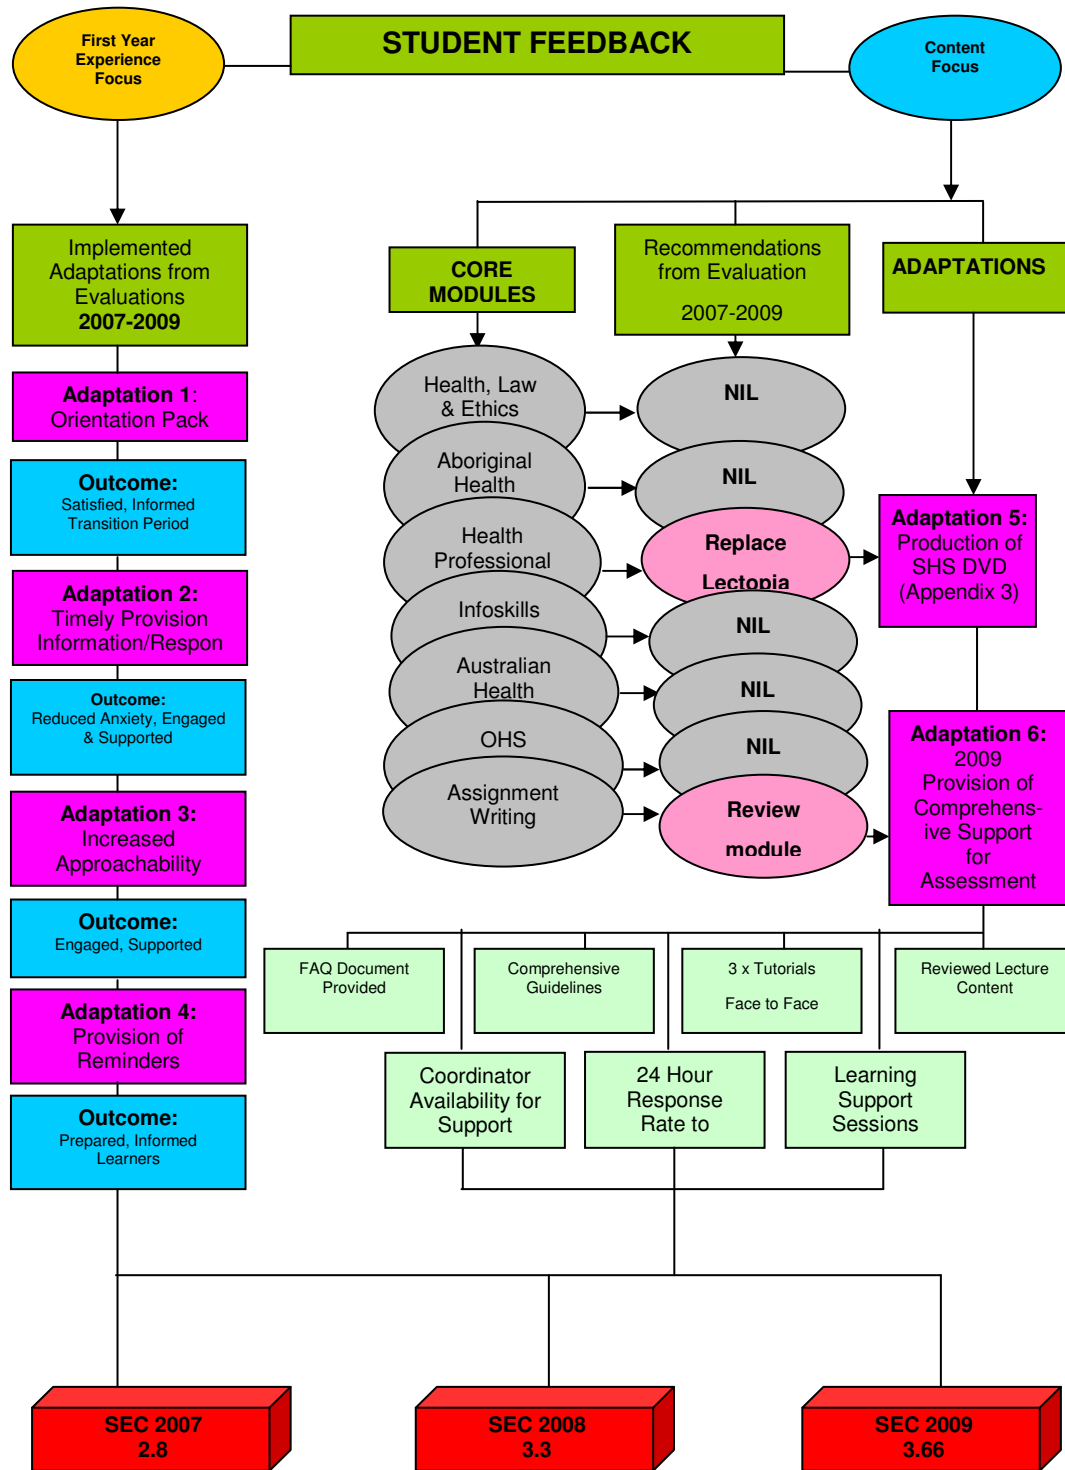 First Year
Experience
Focus
STUDENT FEEDBACK
Content
Focus
Implemented
Adaptations from
Evaluations
2007-2009
Adaptation 1:
Orientation Pack
Outcome:
Satisfied, Informed
Transition Period
Adaptation 2:
Timely Provision
Information/Respon
Outcome:
Reduced Anxiety, Engaged
& Supported
Adaptation 3:
Increased
Approachability
Outcome:
Engaged, Supported
Adaptation 4:
Provision of
Reminders
Outcome:
Prepared, Informed
Learners
CORE
MODULES
Recommendations
from Evaluation
2007-2009
ADAPTATIONS
Health, Law
& Ethics
NIL
Aboriginal
Health
NIL
Health
Professional
Replace
Lectopia
Infoskills
NIL
Australian
Health
NIL
OHS
NIL
Assignment
Writing
Review
module
Adaptation 5:
Production of
SHS DVD
(Appendix 3)
Adaptation 6:
2009
Provision of
Comprehens-
ive Support
for
Assessment
FAQ Document
Provided
Comprehensive
Guidelines
3 x Tutorials
Face to Face
Reviewed Lecture
Content
Coordinator
Availability for
Support
24 Hour
Response
Rate to
Learning
Support
Sessions
SEC 2007
2.8
SEC 2008
3.3
SEC 2009
3.66